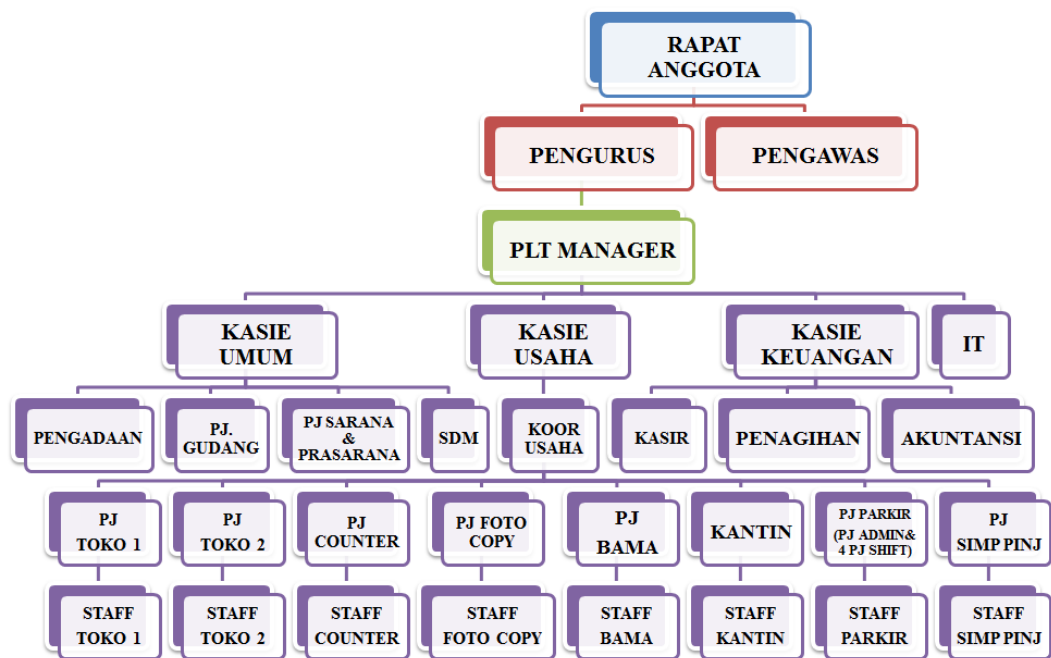 RAPAT
ANGGOTA
PENGURUS
PENGAWAS
PLT MANAGER
KASIE
UMUM
KASIE
USAHA
KASIE
KEUANGAN
IT
PENGADAAN
PJ.
GUDANG
PJ SARANA
&
PRASARANA
SDM
KOOR
USAHA
KASIR
PENAGIHAN
AKUNTANSI
PJ
TOKO 1
PJ
TOKO 2
PJ
COUNTER
PJ FOTO
COPY
PJ
BAMA
KANTIN
PJ PARKIR
(PJ ADMIN&
4 PJ SHIFT)
PJ
SIMP PINJ
STAFF
TOKO 1
STAFF
TOKO 2
STAFF
COUNTER
STAFF
FOTO COPY
STAFF
BAMA
STAFF
KANTIN
STAFF
PARKIR
STAFF
SIMP PINJ